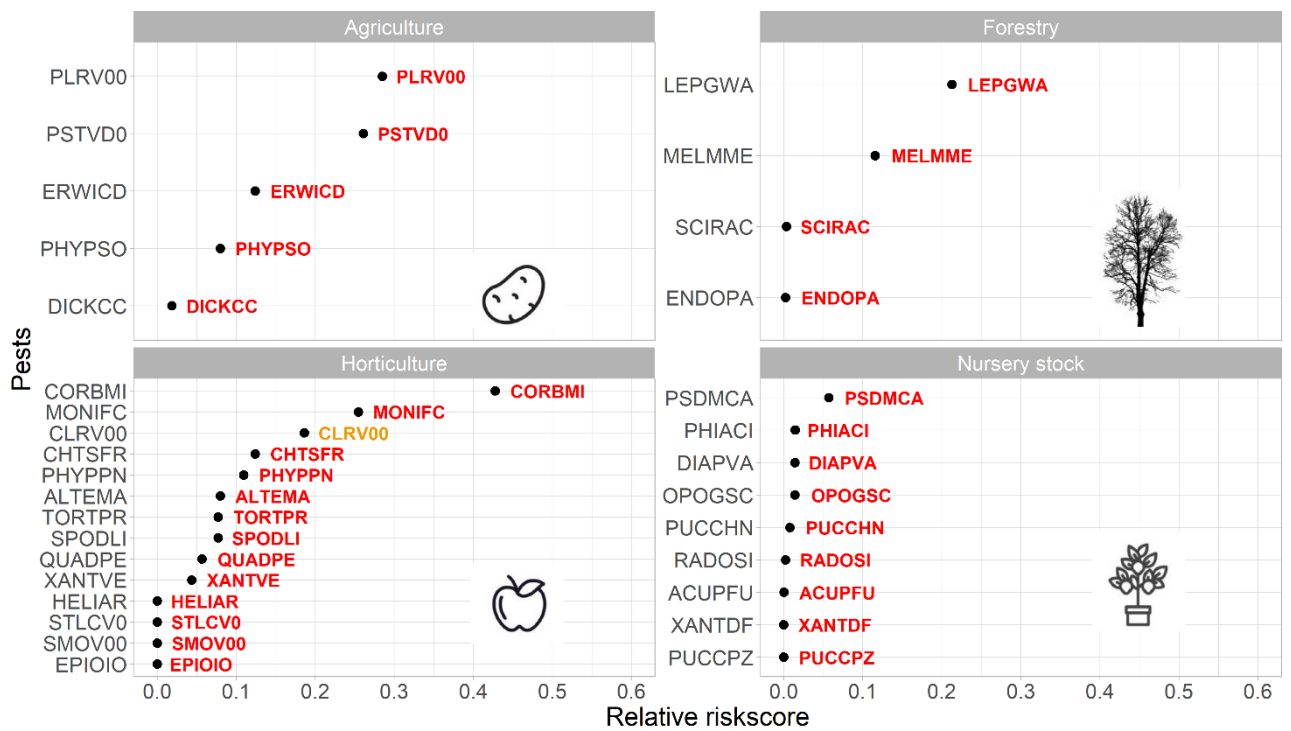 Agriculture
PLRV00 PLRV00
PSTVD0 PSTVD0
ERWICD ERWICD
PHYPSO PHYPSO
DICKCC DICKCC
Forestry
LEPGWA LEPGWA
MELMME MELMME
SCIRAC SCIRAC
ENDOPA ENDOPA
Pests
Horticulture
CORBMI CORBMI
MONIFC MONIFC
CLRV00 CLRV00
CHTSFR CHTSFR
PHYPPN PHYPPN
ALTEMA ALTEMA
TORTPR TORTPR
SPODLI SPODLI
QUADPE QUADPE
XANTVE XANTVE
HELIAR HELIAR
STLCV0 STLCV0
SMOV00 SMOV00
EPIOIO EPIOIO
0.0 0.1 0.2 0.3 0.4 0.5 0.6
Nursery stock
PSDMCA PSDMCA
PHIACI PHIACI
DIAPVA DIAPVA
OPOGSC OPOGSC
PUCCHN PUCCHN
RADOSI RADOSI
ACUPFU ACUPFU
XANTDF XANTDF
PUCCPZ PUCCPZ
0.0 0.1 0.2 0.3 0.4 0.5 0.6
Relative riskscore